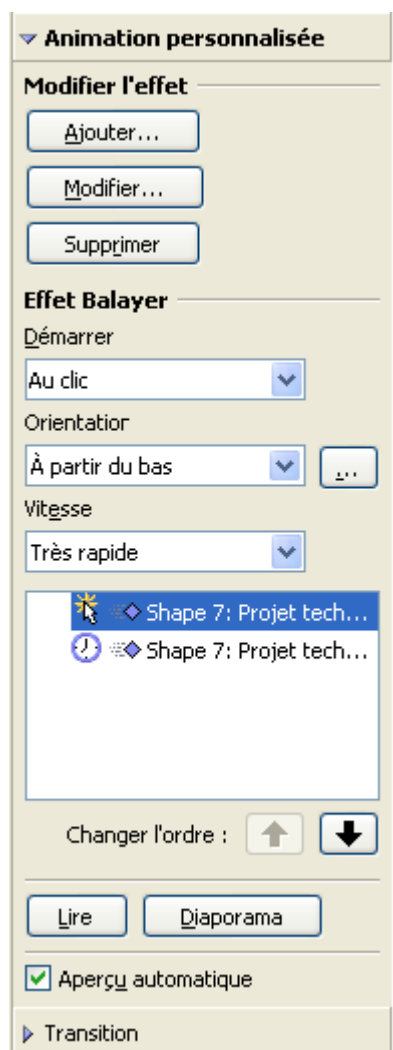 Animation personnalisée
Modifier l'effet
Ajouter...
Modifier...
Supprimer
Effet Balayer
Démarrer
Au clic
Orientation
À partir du bas
...
Vitesse
Très rapide
Shape 7: Projet tech...
Shape 7: Projet tech...
Changer l'ordre :
Lire Diaporama
Aperçu automatique
Transition